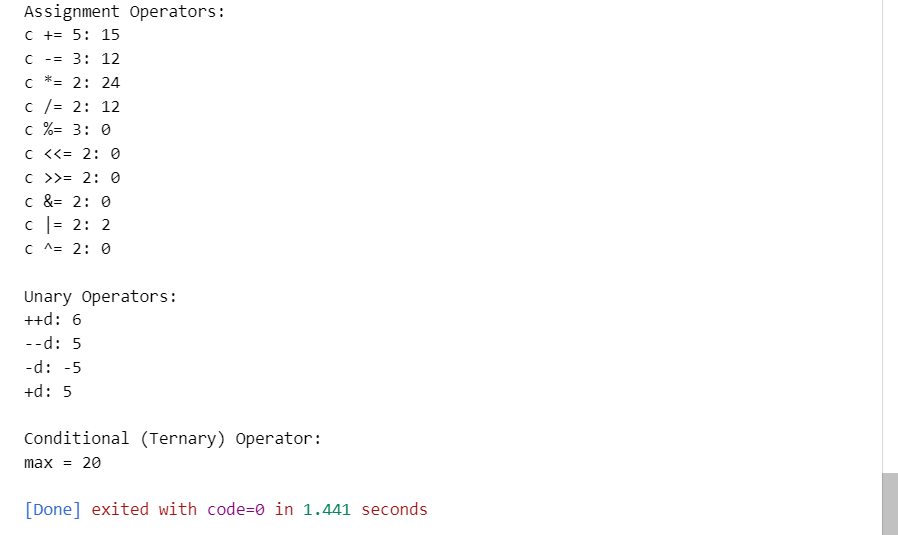 Assignment Operators:
c += 5: 15
c -= 3: 12
c *= 2: 24
c /= 2: 12
c %= 3: 0
c <<= 2: 0
c >>= 2: 0
c &= 2: 0
c |= 2: 2
c ^= 2: 0
Unary Operators:
++d: 6
--d: 5
-d: -5
+d: 5
Conditional (Ternary) Operator:
max = 20
[Done] exited with code=0 in 1.441 seconds